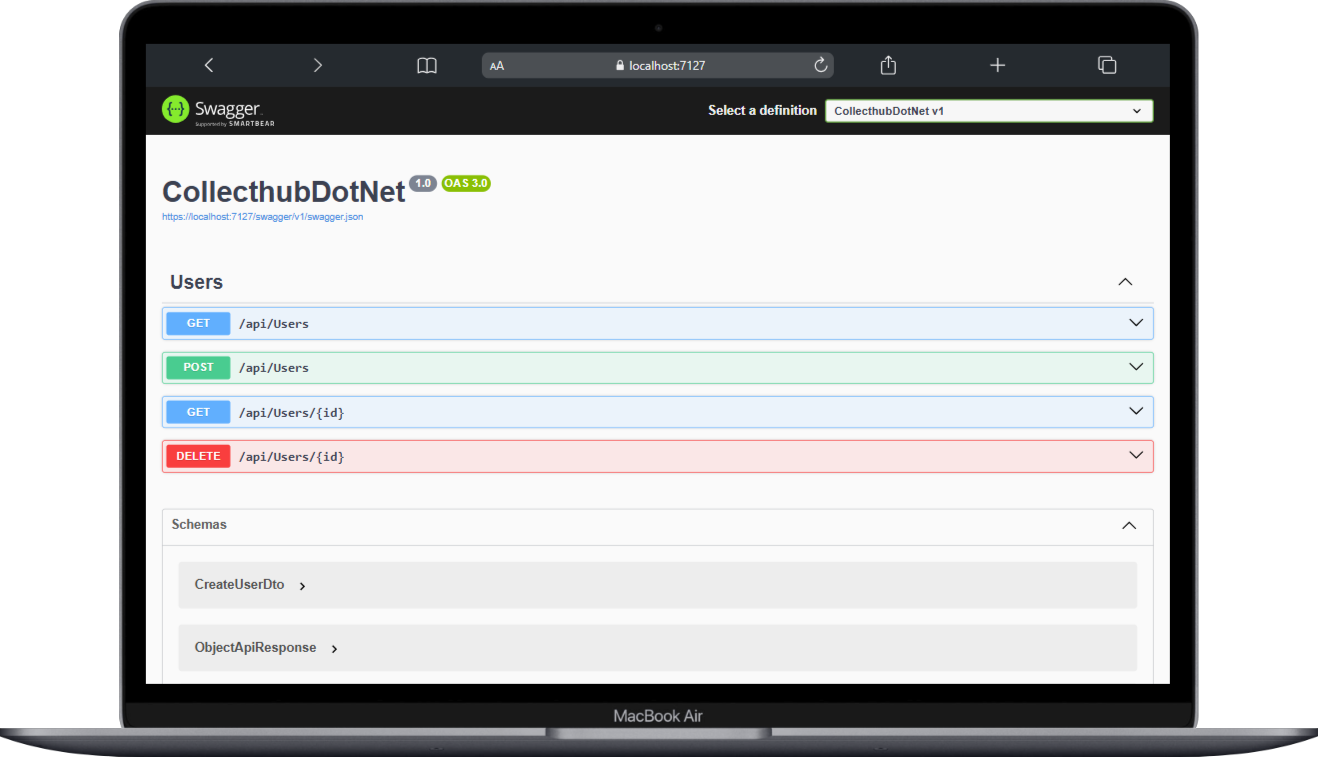 AA localhost:7127
Swagger
Supported by SMARTBEAR
Select a definition CollecthubDotNet v1
CollecthubDotNet 1.0 OAS 3.0
https://localhost:7127/swagger/v1/swagger.json
Users
GET /api/Users
POST /api/Users
GET /api/Users/{id}
DELETE /api/Users/{id}
Schemas
CreateUserDto
ObjectApiResponse
MacBook Air